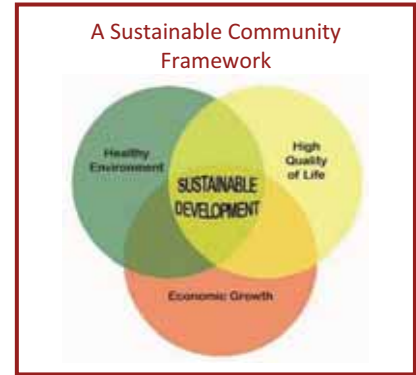 A Sustainable Community
Framework
Healthy
Environment
High
Quality
of Life
SUSTAINABLE
DEVELOPMENT
Economic Growth